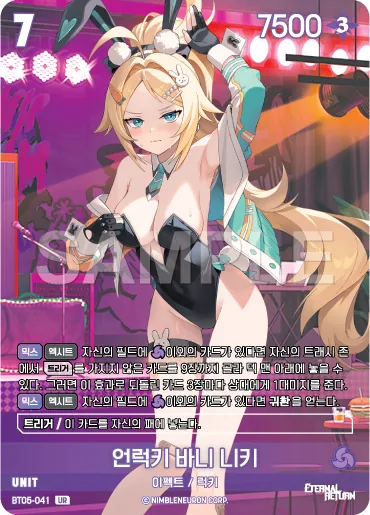 7
7500
3
SAMPLE
믹스 엑시트 자신의 필드에 이외의 카드가 있다면 자신의 트래시 존
에서 트리거 를 가지지 않은 카드를 9장까지 골라 덱 맨 아래에 놓을 수
있다. 그러면 이 효과로 되돌린 카드 3장마다 상대에게 1대미지를 준다.
믹스 엑시트 자신의 필드에 이외의 카드가 있다면 귀환을 얻는다.
트리거 / 이 카드를 자신의 패에 넣는다.
언럭키 바니 니키
UNIT
이펙트 / 럭키
BT05-041 UR
© NIMBLENEURON CORP.
ETERNAL RETURN